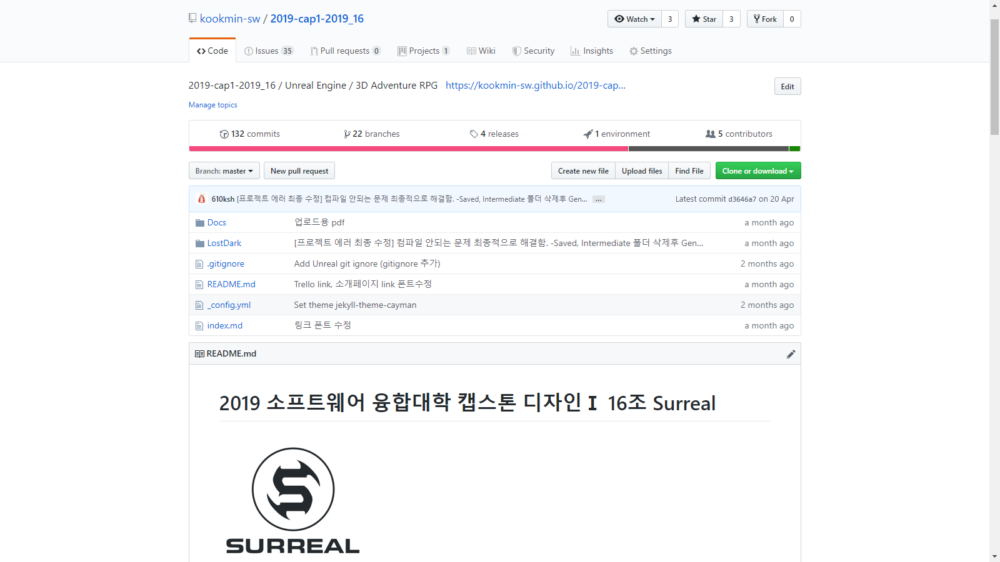 kookmin-sw / 2019-cap1-2019_16
Watch 3 Star 3 Fork 0
Code Issues 35 Pull requests 0 Projects 1 Wiki Security Insights Settings
2019-cap1-2019_16 / Unreal Engine / 3D Adventure RPG https://kookmin-sw.github.io/2019-cap...
Edit
Manage topics
132 commits 22 branches 4 releases 1 environment 5 contributors
Branch: master New pull request Create new file Upload files Find File Clone or download
610ksh [프로젝트 에러 최종 수정] 컴파일 안되는 문제 최종적으로 해결함. -Saved, Intermediate 폴더 삭제후 Gen... ... Latest commit d3646a7 on 20 Apr
Docs 업로드용 pdf a month ago
LostDark [프로젝트 에러 최종 수정] 컴파일 안되는 문제 최종적으로 해결함. -Saved, Intermediate 폴더 삭제후 Gen... a month ago
.gitignore Add Unreal git ignore (gitignore 추가) 2 months ago
README.md Trello link, 소개페이지 link 폰트수정 a month ago
_config.yml Set theme jekyll-theme-cayman 2 months ago
index.md 링크 폰트 수정 a month ago
README.md
2019 소프트웨어 융합대학 캡스톤 디자인Ⅰ 16조 Surreal
SURREAL